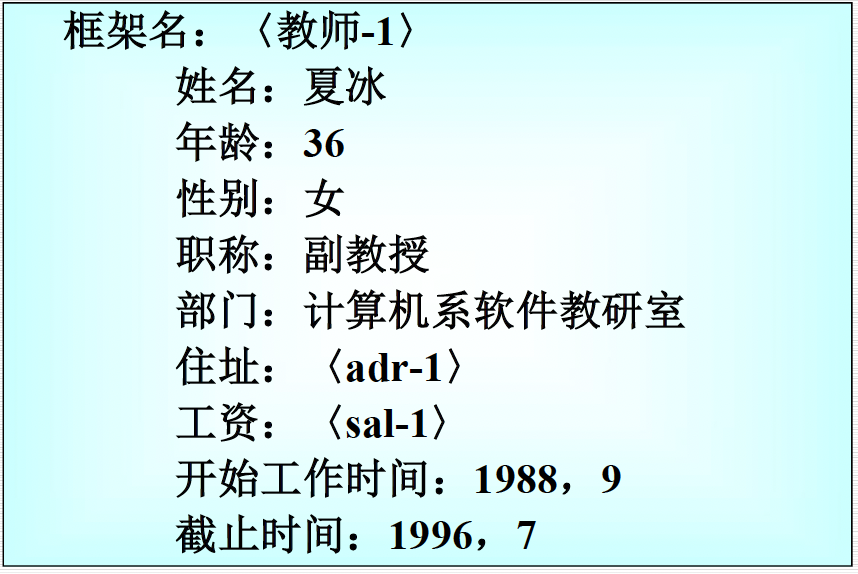 框架名：〈教师-1〉
姓名：夏冰
年龄：36
性别：女
职称：副教授
部门：计算机系软件教研室
住址：〈adr-1〉
工资：〈sal-1〉
开始工作时间：1988，9
截止时间：1996，7